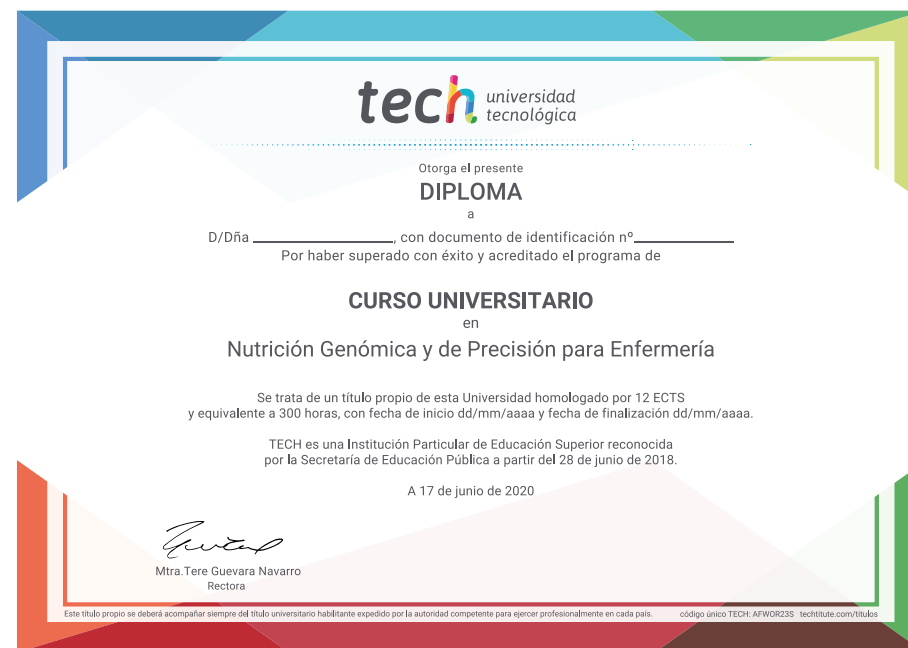 tech universidad
tecnológica
Otorga el presente
DIPLOMA
a
D/Dña ____________________, con documento de identificación nº______________
Por haber superado con éxito y acreditado el programa de
CURSO UNIVERSITARIO
en
Nutrición Genómica y de Precisión para Enfermería
Se trata de un título propio de esta Universidad homologado por 12 ECTS
y equivalente a 300 horas, con fecha de inicio dd/mm/aaaa y fecha de finalización dd/mm/aaaa.
TECH es una Institución Particular de Educación Superior reconocida
por la Secretaría de Educación Pública a partir del 28 de junio de 2018.
A 17 de junio de 2020
Mtra.Tere Guevara Navarro
Rectora
Este título propio se deberá acompañar siempre del título universitario habilitante expedido por la autoridad competente para ejercer profesionalmente en cada país. código único TECH: AFWOR23S techtitute.com/titulos